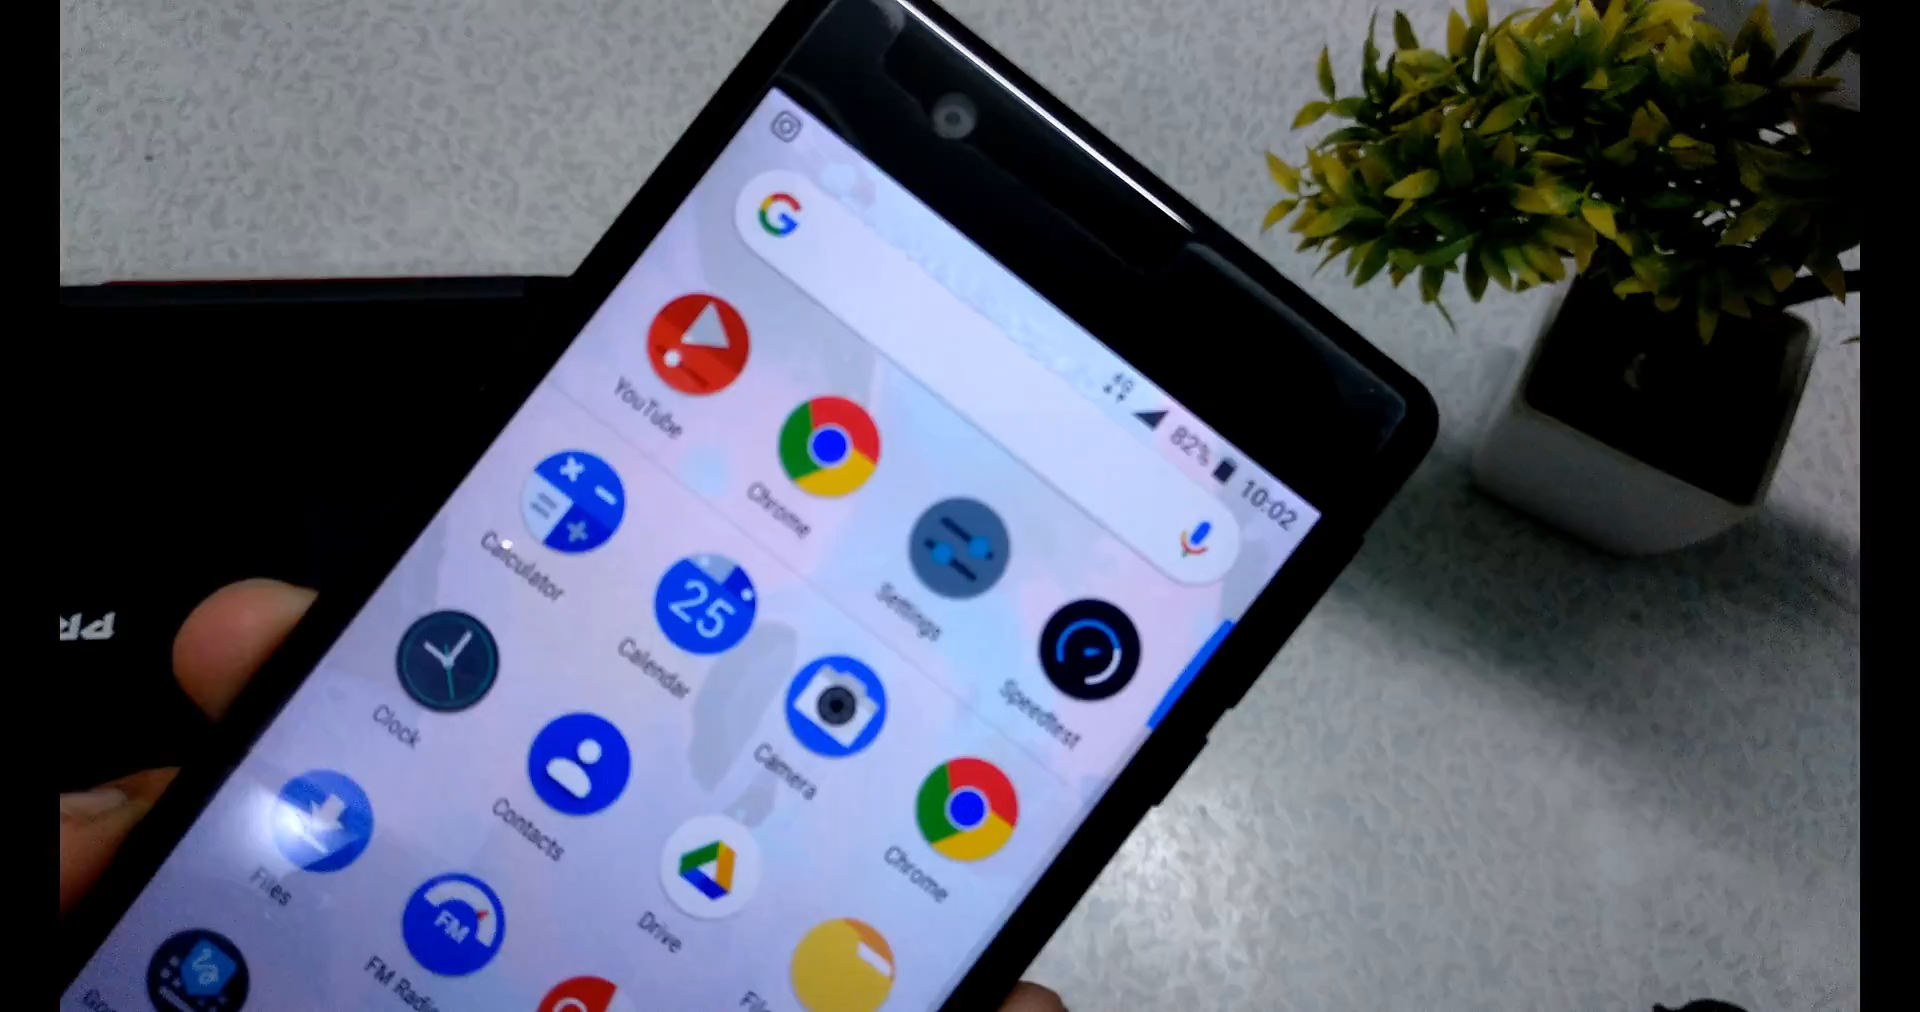 4G
82%
10:02
YouTube
Chrome
Settings
Speedtest
Calculator
25
Calendar
Camera
Chrome
Clock
Contacts
Drive
Files
FM